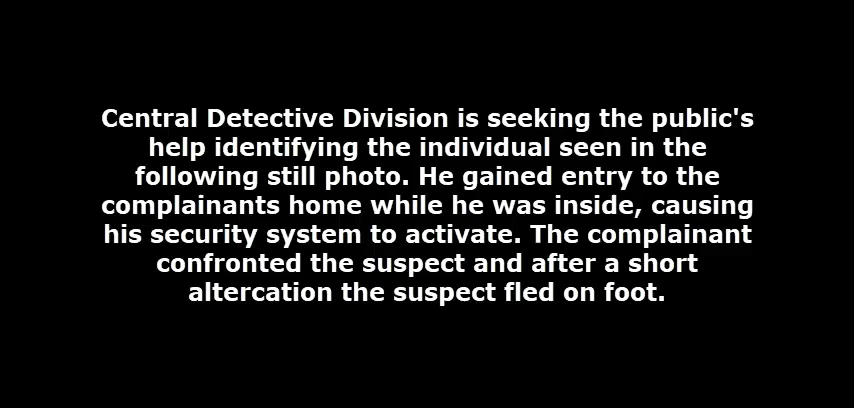 Central Detective Division is seeking the public's
help identifying the individual seen in the
following still photo. He gained entry to the
complainants home while he was inside, causing
his security system to activate. The complainant
confronted the suspect and after a short
altercation the suspect fled on foot.